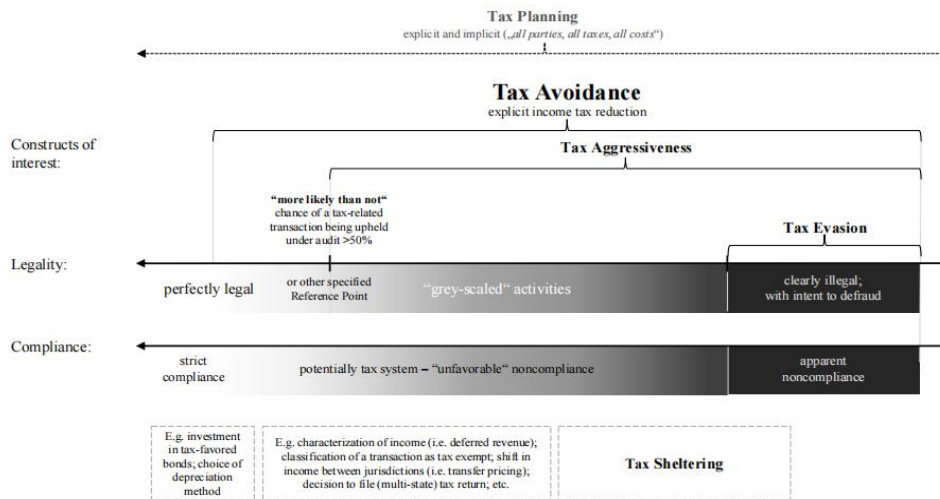 Tax Planning
explicit and implicit („all parties, all taxes, all costs“)
Tax Avoidance
explicit income tax reduction
Constructs of
interest:
Tax Aggressiveness
“more likely than not“
chance of a tax-related
transaction being upheld
under audit >50%
Tax Evasion
Legality:
perfectly legal
or other specified
Reference Point
“grey-scaled“ activities
clearly illegal;
with intent to defraud
Compliance:
strict
compliance
potentially tax system – “unfavorable“ noncompliance
apparent
noncompliance
E.g. investment
in tax-favored
bonds; choice of
depreciation
method
E.g. characterization of income (i.e. deferred revenue);
classification of a transaction as tax exempt; shift in
income between jurisdictions (i.e. transfer pricing);
decision to file (multi-state) tax return; etc.
Tax Sheltering